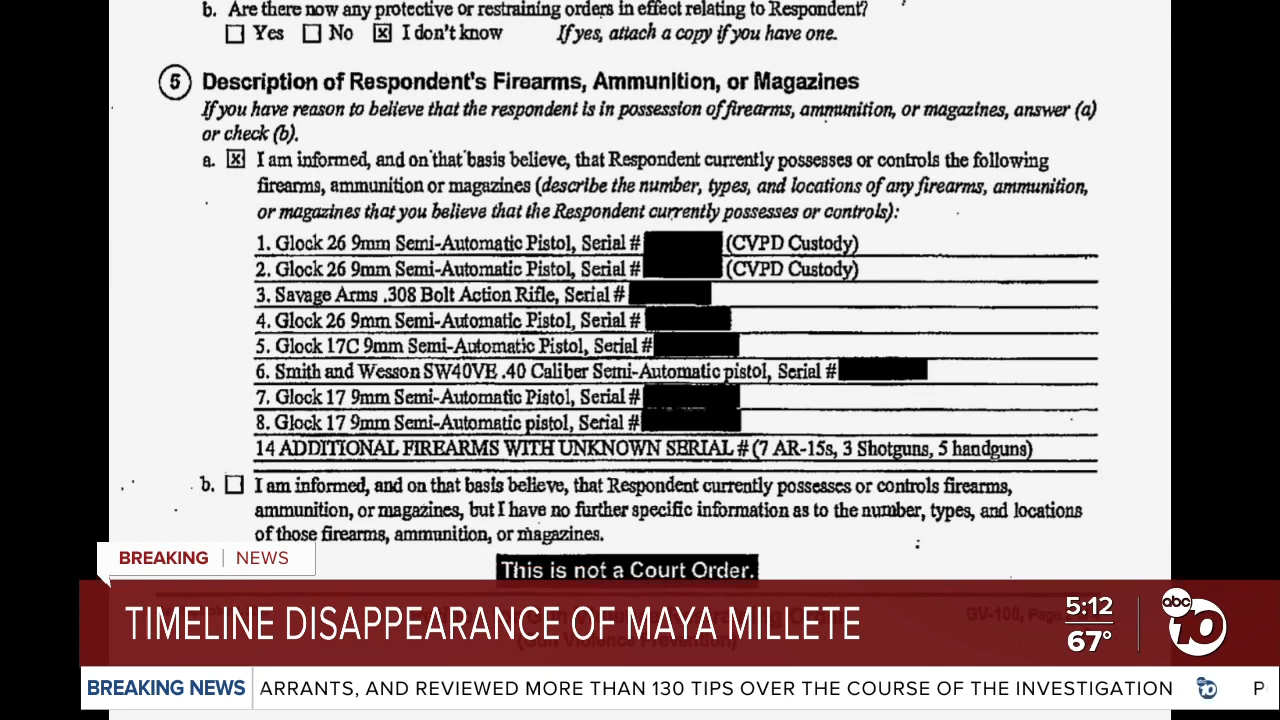 b. Are there now any protective or restraining orders in effect relating to Respondent?
Yes No I don't know If yes, attach a copy if you have one.
5 Description of Respondent's Firearms, Ammunition, or Magazines
If you have reason to believe that the respondent is in possession of firearms, ammunition, or magazines, answer (a)
or check (b).
a. I am informed, and on that basis believe, that Respondent currently possesses or controls the following
firearms, ammunition or magazines (describe the number, types, and locations of any firearms, ammunition,
or magazines that you believe that the Respondent currently possesses or controls):
1. Glock 26 9mm Semi-Automatic Pistol, Serial # (CVPD Custody)
2. Glock 26 9mm Semi-Automatic Pistol, Serial # (CVPD Custody)
3. Savage Arms .308 Bolt Action Rifle, Serial #
4. Glock 26 9mm Semi-Automatic Pistol, Serial #
5. Glock 17C 9mm Semi-Automatic Pistol, Serial #
6. Smith and Wesson SW40VE .40 Caliber Semi-Automatic pistol, Serial #
7. Glock 17 9mm Semi-Automatic Pistol, Serial #
8. Glock 17 9mm Semi-Automatic pistol, Serial #
14 ADDITIONAL FIREARMS WITH UNKNOWN SERIAL # (7 AR-15s, 3 Shotguns, 5 handguns)
b. I am informed, and on that basis believe, that Respondent currently possesses or controls firearms,
ammunition, or magazines, but I have no further specific information as to the number, types, and locations
of those firearms, ammunition, or magazines.
This is not a Court Order.
BREAKING | NEWS
TIMELINE DISAPPEARANCE OF MAYA MILLETE
GV-100, Page
(Gun Violence Prevention)
5:12
67°
abc 10
BREAKING NEWS ARRANTS, AND REVIEWED MORE THAN 130 TIPS OVER THE COURSE OF THE INVESTIGATION abc 10 P